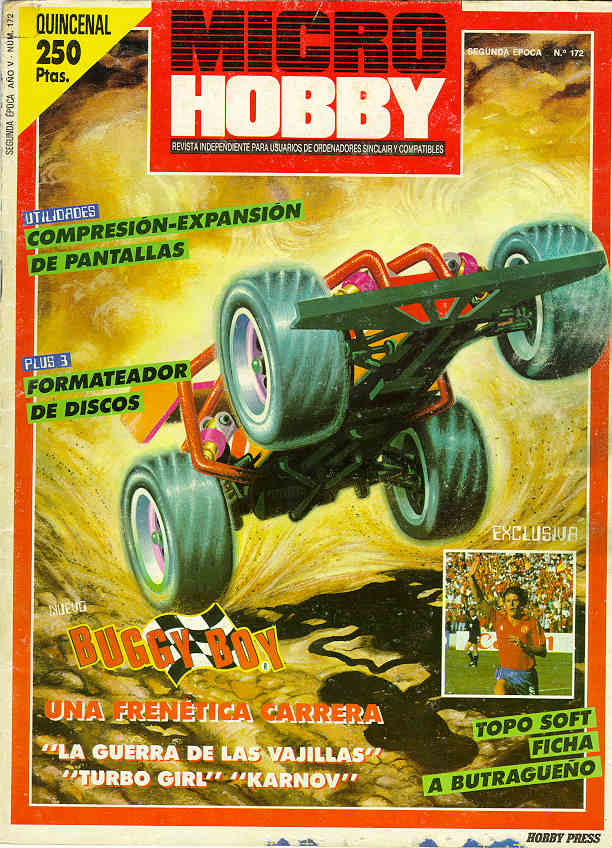 QUINCENAL
250
Ptas.
SEGUNDA EPOCA AÑO V - NUM. 172
MICRO
HOBBY
REVISTA INDEPENDIENTE PARA USUARIOS DE ORDENADORES SINCLAIR Y COMPATIBLES
SEGUNDA EPOCA N.º 172
UTILIDADES
COMPRESIÓN-EXPANSIÓN
DE PANTALLAS
PLUS 3
FORMATEADOR
DE DISCOS
EXCLUSIVA
NUEVO
BUGGY BOY
UNA FRENÉTICA CARRERA
"LA GUERRA DE LAS VAJILLAS"
"TURBO GIRL" "KARNOV"
TOPO SOFT
FICHA
A BUTRAGUEÑO
HOBBY PRESS